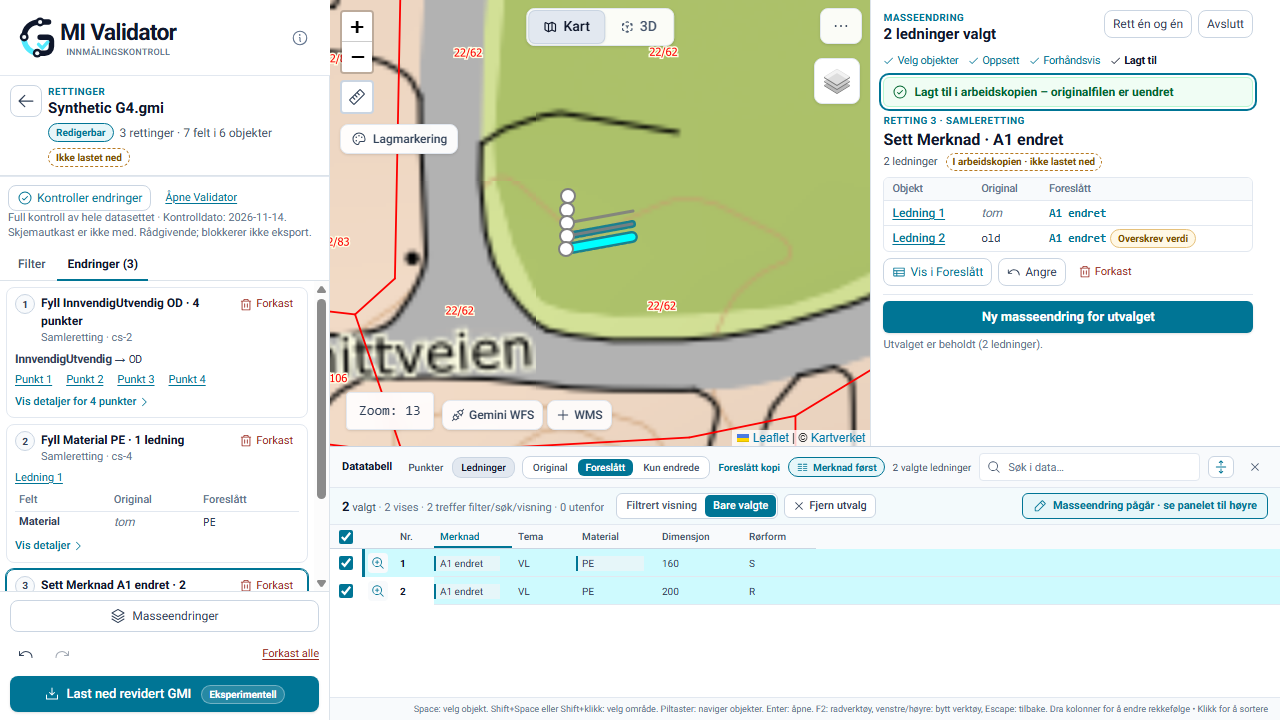 GMI Validator
INNMÅLINGSKONTROLL
RETTINGER
Synthetic G4.gmi
Redigerbar 3 rettinger · 7 felt i 6 objekter
Ikke lastet ned
Kontroller endringer Åpne Validator
Full kontroll av hele datasettet · Kontrolldato: 2026-11-14.
Skjemautkast er ikke med. Rådgivende; blokkerer ikke eksport.
Filter Endringer (3)
1 Fyll InnvendigUtvendig OD · 4 punkter Forkast
Samleretting · cs-2
InnvendigUtvendig → OD
Punkt 1 Punkt 2 Punkt 3 Punkt 4
Vis detaljer for 4 punkter
2 Fyll Material PE · 1 ledning Forkast
Samleretting · cs-4
Ledning 1
Felt Original Foreslått
Material tom PE
Vis detaljer
3 Sett Merknad A1 endret · 2 Forkast
Masseendringer
Forkast alle
Last ned revidert GMI Eksperimentell
+
−
Kart 3D
...
Lagmarkering
22/62
22/62
22/62
22/62
2/83
106
ittveien
Zoom: 13
Gemini WFS
+ WMS
Leaflet | © Kartverket
MASSEENDRING
2 ledninger valgt
Rett én og én Avslutt
Velg objekter Oppsett Forhåndsvis Lagt til
Lagt til i arbeidskopien – originalfilen er uendret
RETTING 3 · SAMLERETTING
Sett Merknad · A1 endret
2 ledninger I arbeidskopien · ikke lastet ned
Objekt Original Foreslått
Ledning 1 tom A1 endret
Ledning 2 old A1 endret Overskrev verdi
Vis i Foreslått Angre Forkast
Ny masseendring for utvalget
Utvalget er beholdt (2 ledninger).
Datatabell Punkter Ledninger Original Foreslått Kun endrede Foreslått kopi Merknad først 2 valgte ledninger Søk i data…
2 valgt · 2 vises · 2 treffer filter/søk/visning · 0 utenfor Filtrert visning Bare valgte Fjern utvalg Masseendring pågår · se panelet til høyre
Nr. Merknad Tema Material Dimensjon Rørform
1 A1 endret VL PE 160 S
2 A1 endret VL PE 200 R
Space: velg objekt. Shift+Space eller Shift+klikk: velg område. Piltaster: naviger objekter. Enter: åpne. F2: radverktøy, venstre/høyre: bytt verktøy, Escape: tilbake. Dra kolonner for å endre rekkefølge • Klikk for å sortere